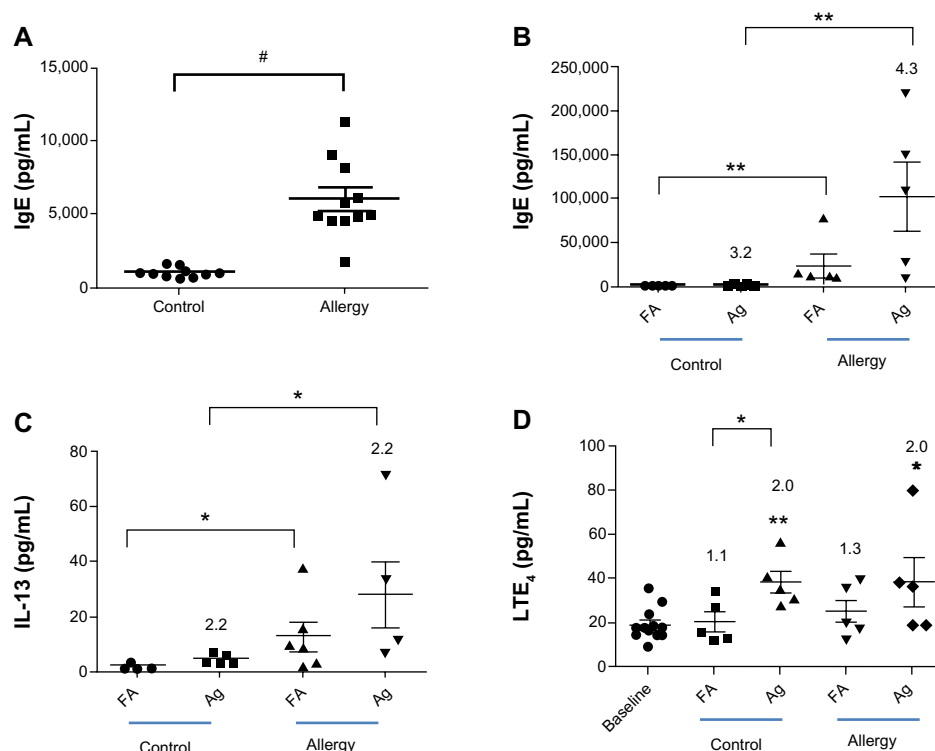 A
#
15,000
10,000
5,000
0
IgE (pg/mL)
Control
Allergy
B
**
4.3
250,000
200,000
150,000
100,000
50,000
0
IgE (pg/mL)
**
3.2
FA
Ag
FA
Ag
Control
Allergy
C
*
2.2
80
60
40
20
0
IL-13 (pg/mL)
*
2.2
FA
Ag
FA
Ag
Control
Allergy
D
*
2.0
*
100
80
60
40
20
0
LTE4 (pg/mL)
2.0
**
1.1
1.3
Baseline
FA
Ag
FA
Ag
Control
Allergy